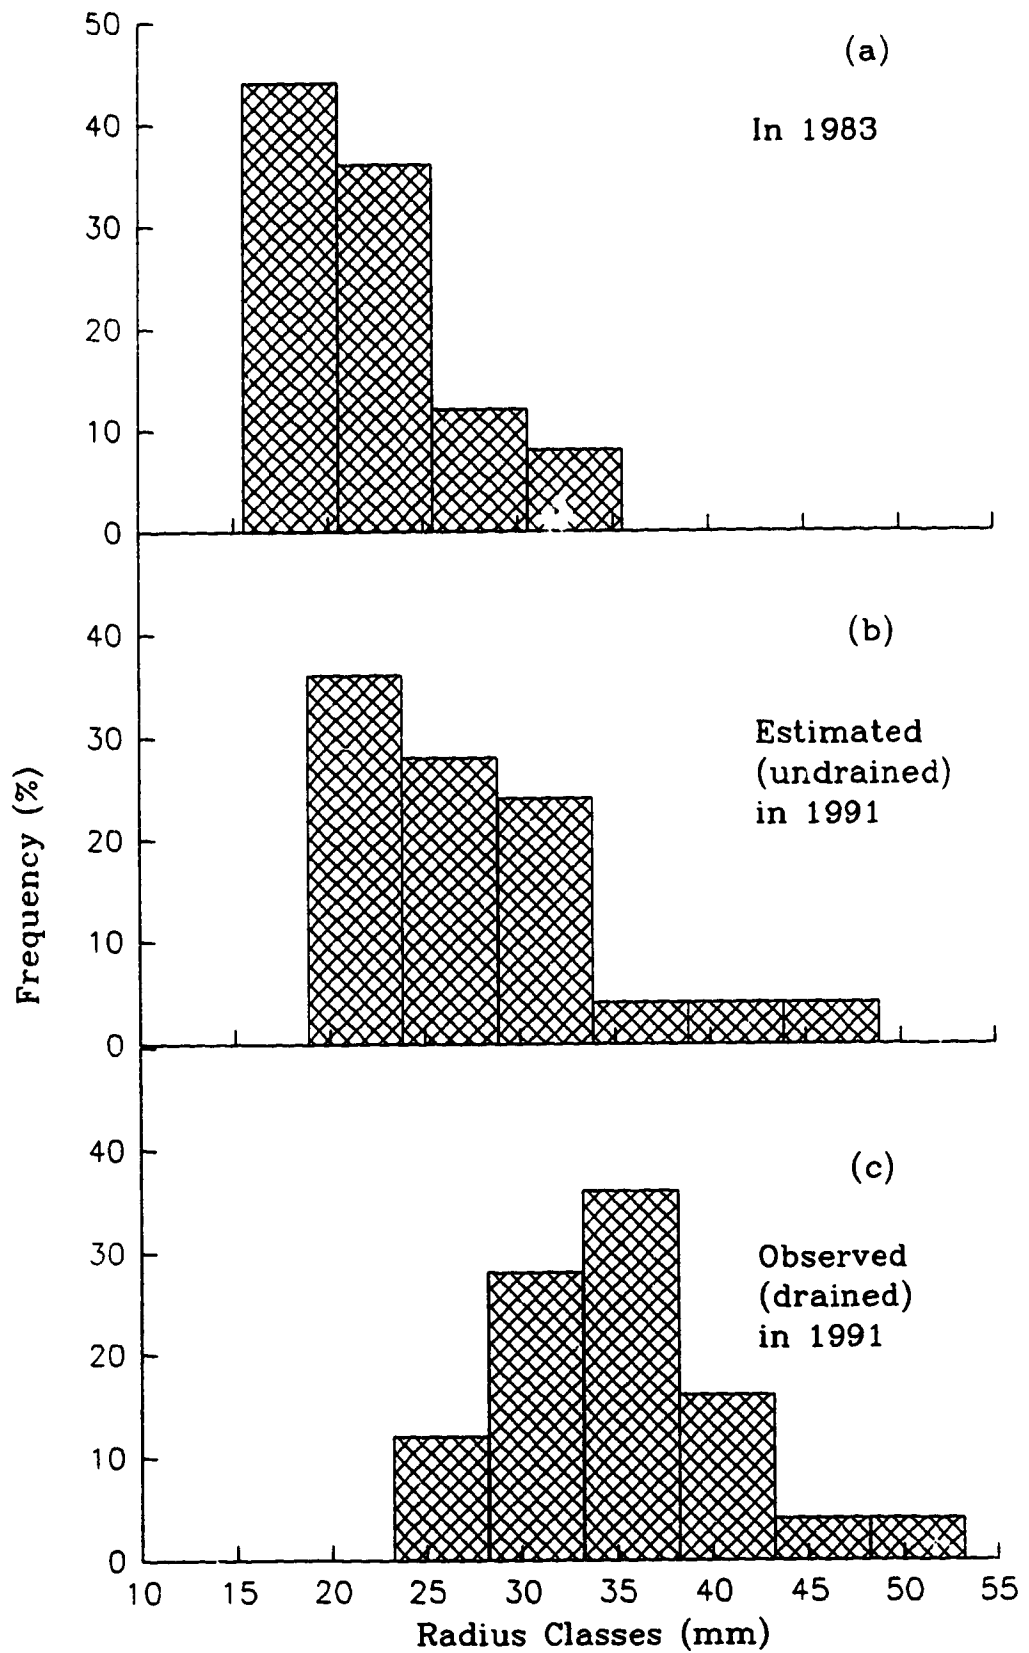 50
(a)
In 1983
40
30
20
10
0
(b)
40
Estimated
(undrained)
in 1991
30
20
10
0
Frequency (%)
(c)
40
Observed
(drained)
in 1991
30
20
10
0
10 15 20 25 30 35 40 45 50 55
Radius Classes (mm)